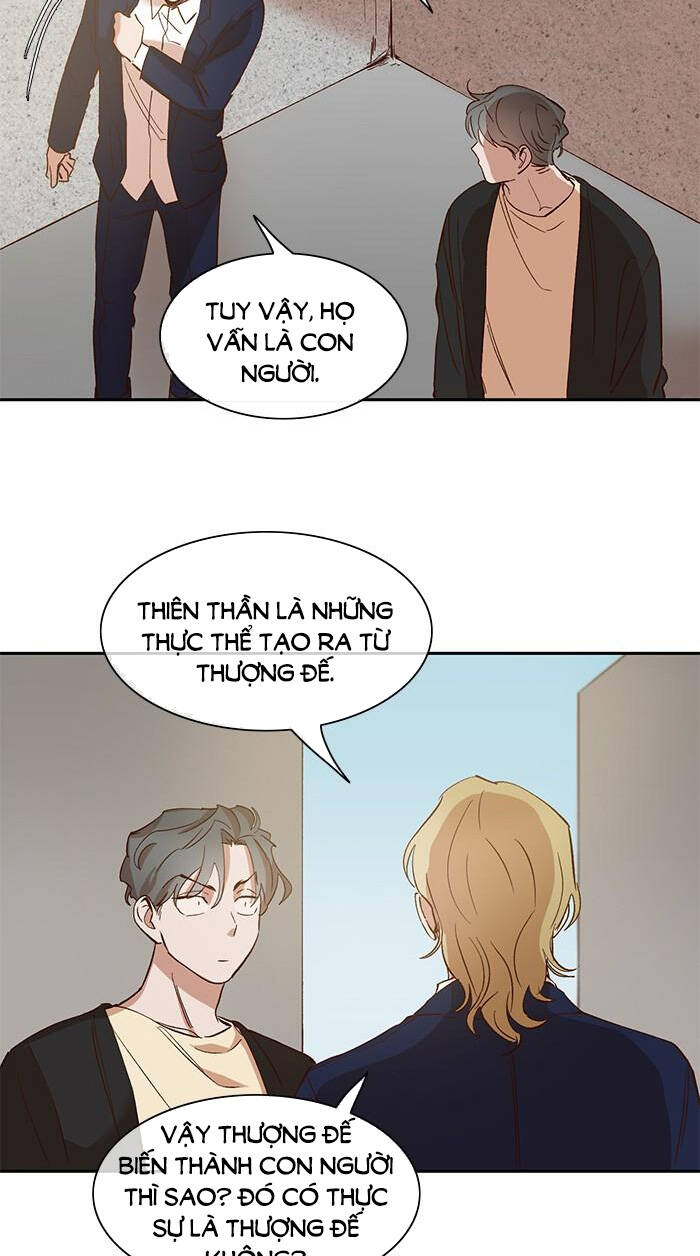 TUY VẬY, HỌ
VẪN LÀ CON
NGƯỜI.
THIÊN THẦN LÀ NHỮNG
THỰC THỂ TẠO RA TỪ
THƯỢNG ĐẾ.
VẬY THƯỢNG ĐẾ
BIẾN THÀNH CON NGƯỜI
THÌ SAO? ĐÓ CÓ THỰC
SỰ LÀ THƯỢNG ĐẾ
KHÔNG?